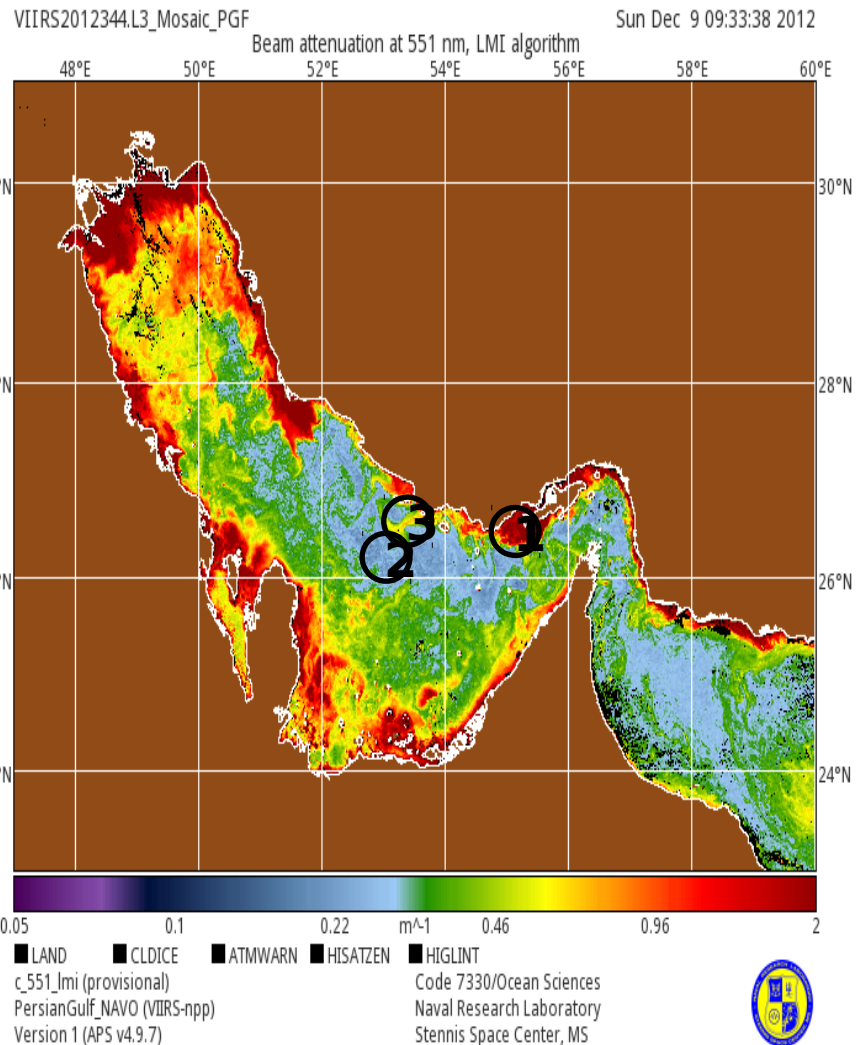 VIIRS2012344.L3_Mosaic_PGF Sun Dec 9 09:33:38 2012
Beam attenuation at 551 nm, LMI algorithm
48°E 50°E 52°E 54°E 56°E 58°E 60°E
°N 30°N
3
1
2
°N
°N 26°N
°N 24°N
0.05 0.1 0.22 m^-1 0.46 0.96 2
LAND CLDICE ATMWARN HISATZEN HIGLINT
c_551_lmi (provisional) Code 7330/Ocean Sciences
PersianGulf_NAVO (VIIRS-npp) Naval Research Laboratory
Version 1 (APS v4.9.7) Stennis Space Center, MS